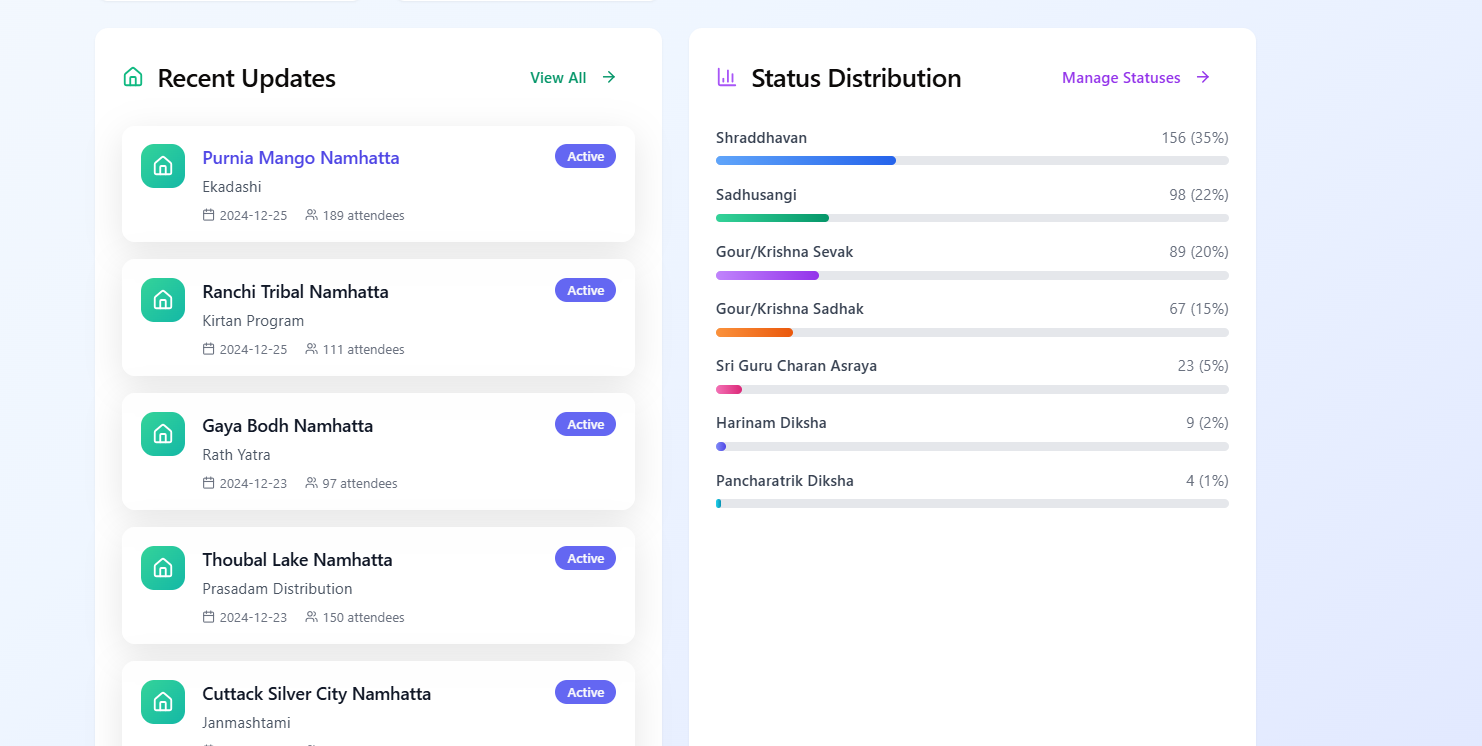 Recent Updates
View All
Purnia Mango Namhatta
Active
Ekadashi
2024-12-25 189 attendees
Ranchi Tribal Namhatta
Active
Kirtan Program
2024-12-25 111 attendees
Gaya Bodh Namhatta
Active
Rath Yatra
2024-12-23 97 attendees
Thoubal Lake Namhatta
Active
Prasadam Distribution
2024-12-23 150 attendees
Cuttack Silver City Namhatta
Active
Janmashtami
Status Distribution
Manage Statuses
Shraddhavan 156 (35%)
Sadhusangi 98 (22%)
Gour/Krishna Sevak 89 (20%)
Gour/Krishna Sadhak 67 (15%)
Sri Guru Charan Asraya 23 (5%)
Harinam Diksha 9 (2%)
Pancharatrik Diksha 4 (1%)